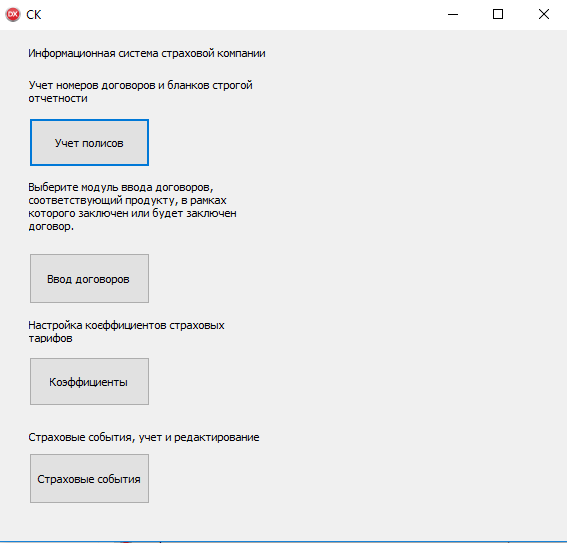 DX СК
Информационная система страховой компании
Учет номеров договоров и бланков строгой
отчетности
Учет полисов
Выберите модуль ввода договоров,
соответствующий продукту, в рамках
которого заключен или будет заключен
договор.
Ввод договоров
Настройка коеффициентов страховых
тарифов
Коэффициенты
Страховые события, учет и редактирование
Страховые события